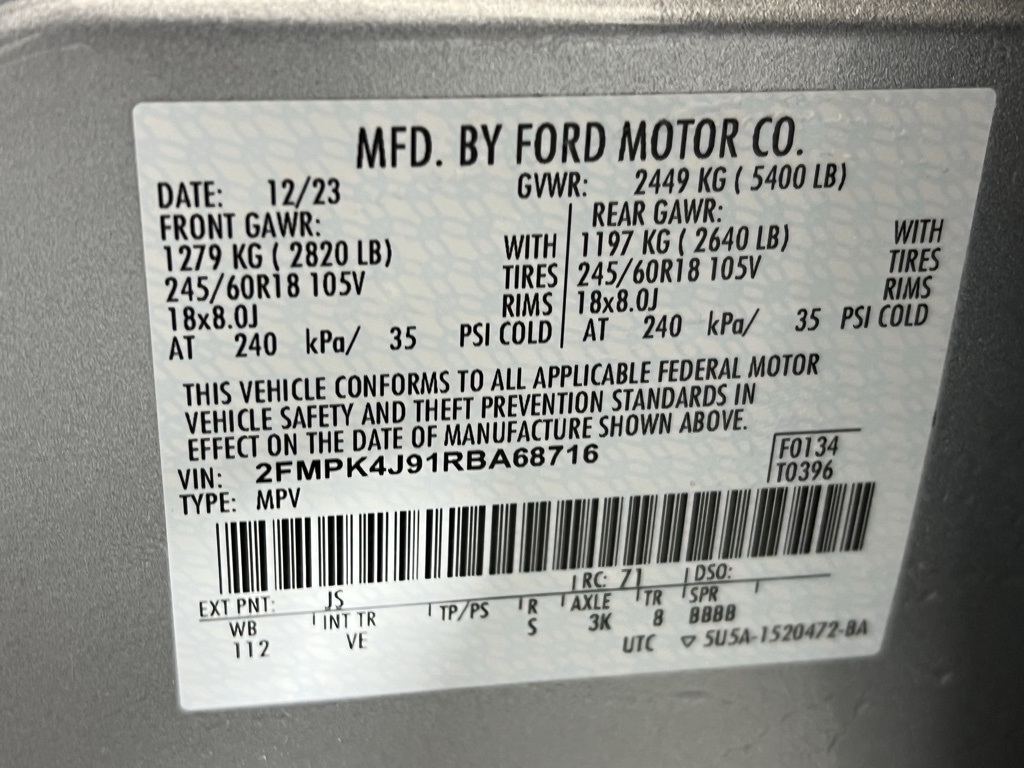 MFD. BY FORD MOTOR CO.
DATE: 12/23 GVWR: 2449 KG ( 5400 LB)
FRONT GAWR: REAR GAWR:
1279 KG ( 2820 LB) WITH 1197 KG ( 2640 LB) WITH
245/60R18 105V TIRES 245/60R18 105V TIRES
18x8.0J RIMS 18x8.0J RIMS
AT 240 kPa/ 35 PSI COLD AT 240 kPa/ 35 PSI COLD
THIS VEHICLE CONFORMS TO ALL APPLICABLE FEDERAL MOTOR
VEHICLE SAFETY AND THEFT PREVENTION STANDARDS IN
EFFECT ON THE DATE OF MANUFACTURE SHOWN ABOVE.
VIN: 2FMPK4J91RBA68716 F0134
TYPE: MPV T0396
EXT PNT: JS RC: 71 DSO:
WB INT TR TP/PS R AXLE TR SPR
112 VE S 3K 8 BBBB
UTC ▽ 5U5A-1520472-BA